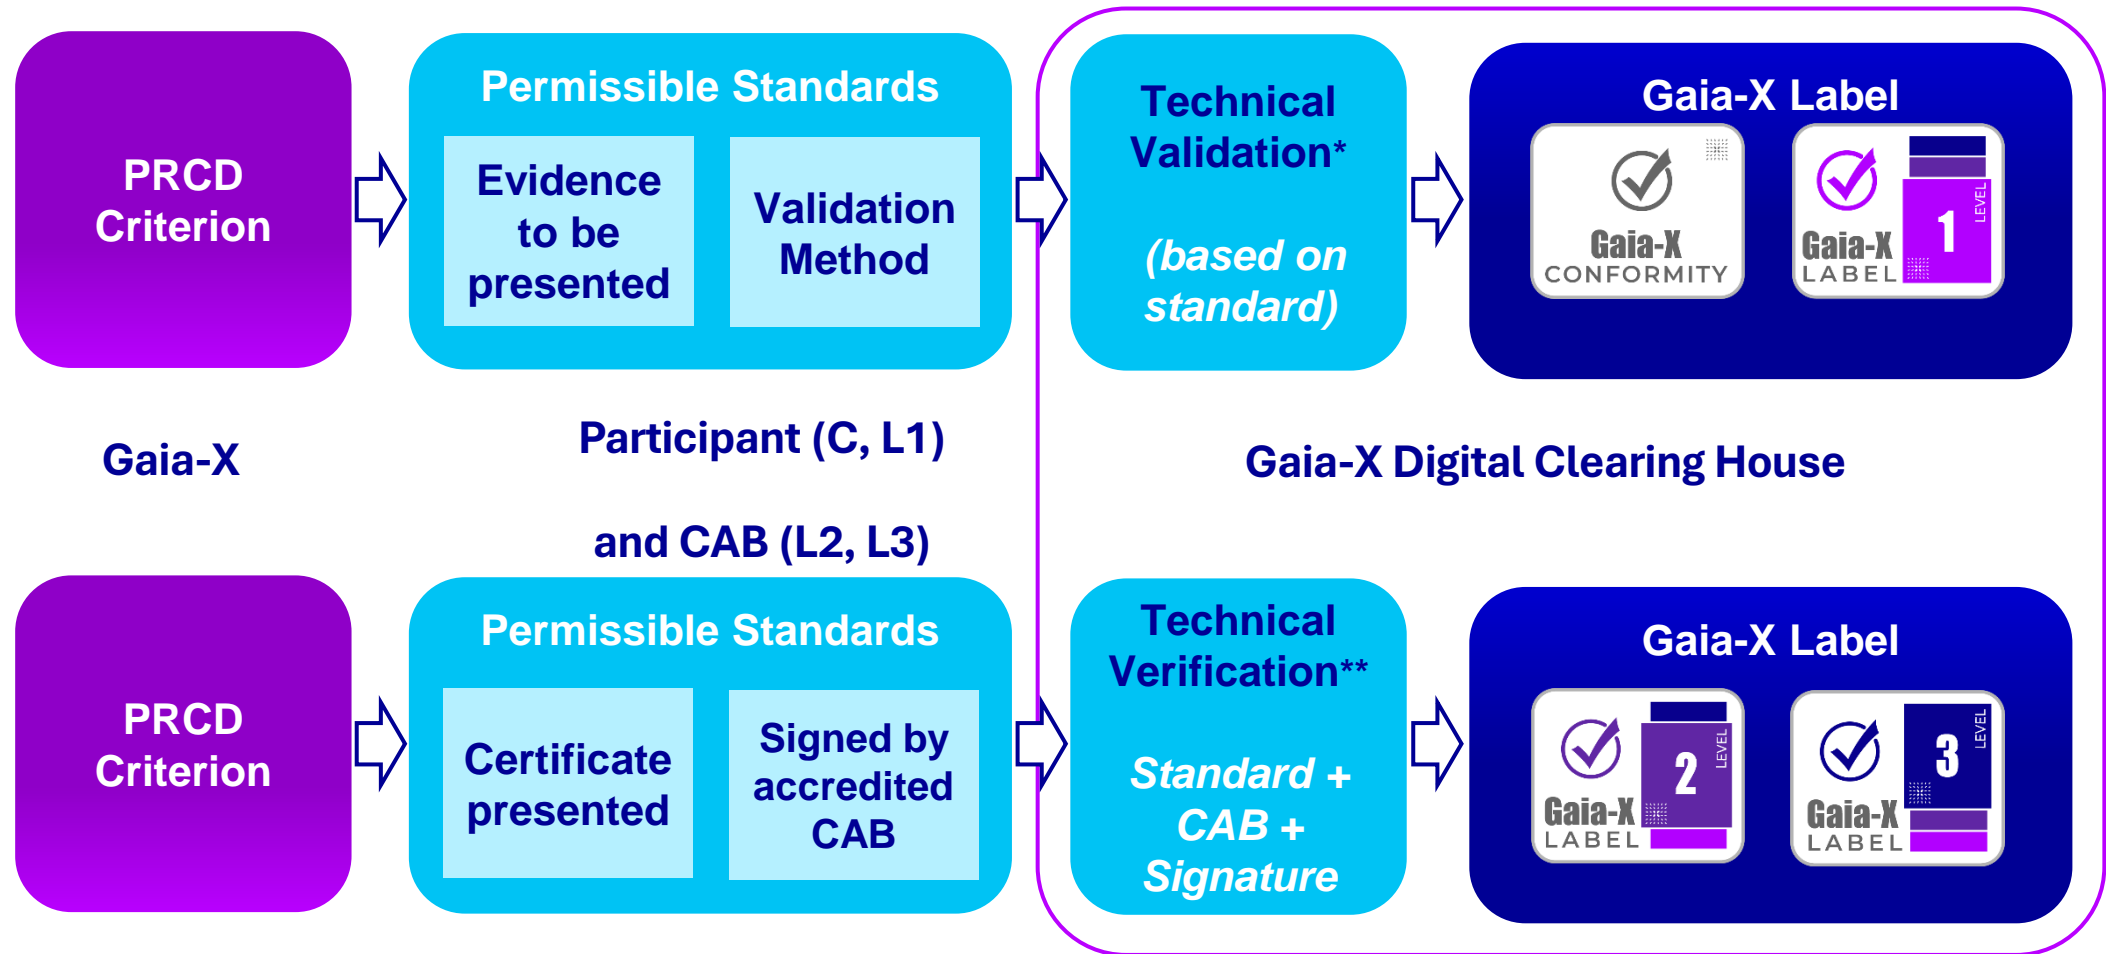 PRCD
Criterion
Permissible Standards
Evidence
to be
presented
Validation
Method
Technical
Validation*
(based on
standard)
Gaia-X Label
Gaia-X
CONFORMITY
Gaia-X
LABEL
1
LEVEL
Gaia-X
Participant (C, L1)
and CAB (L2, L3)
Gaia-X Digital Clearing House
PRCD
Criterion
Permissible Standards
Certificate
presented
Signed by
accredited
CAB
Technical
Verification**
Standard +
CAB +
Signature
Gaia-X Label
Gaia-X
LABEL
2
LEVEL
Gaia-X
LABEL
3
LEVEL